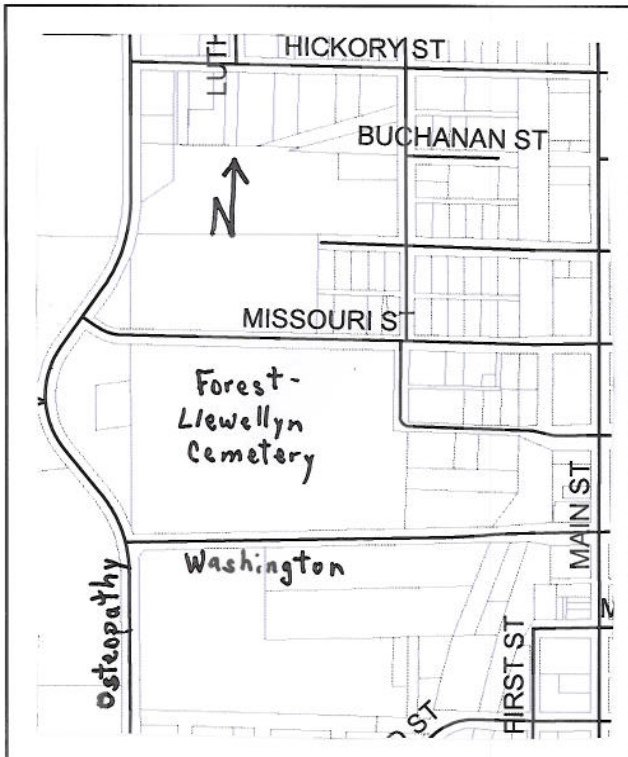 HICKORY ST
BUCHANAN ST
N
MISSOURI S
Forest-
Llewellyn
Cemetery
MAIN ST
Washington
Osteopathy
FIRST ST
ST